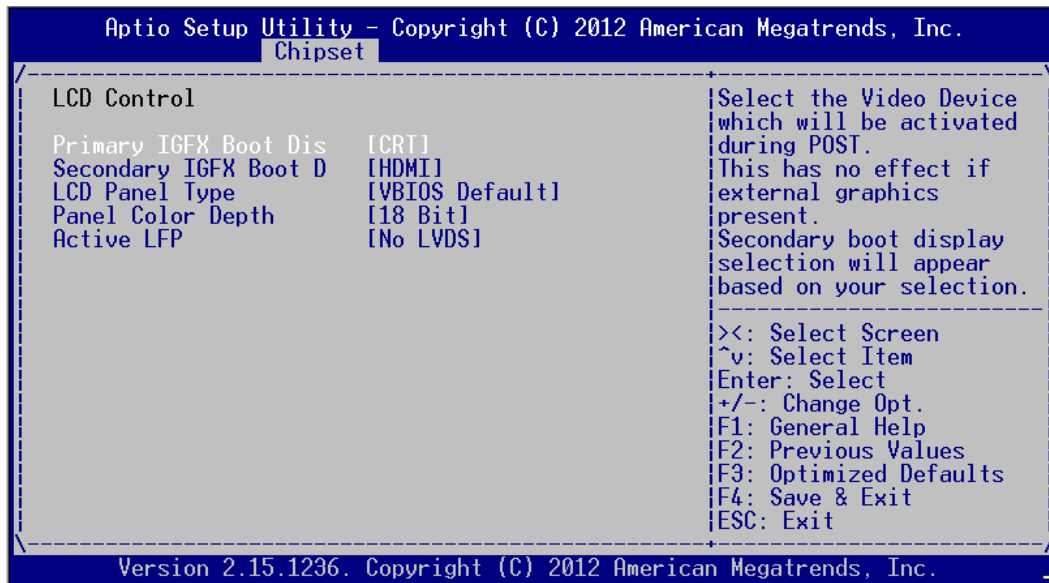 Aptio Setup Utility – Copyright (C) 2012 American Megatrends, Inc.
Chipset
LCD Control
Primary IGFX Boot Dis [CRT]
Secondary IGFX Boot D [HDMI]
LCD Panel Type [VBIOS Default]
Panel Color Depth [18 Bit]
Active LFP [No LVDS]
Select the Video Device
which will be activated
during POST.
This has no effect if
external graphics
present.
Secondary boot display
selection will appear
based on your selection.
><: Select Screen
^v: Select Item
Enter: Select
+/-: Change Opt.
F1: General Help
F2: Previous Values
F3: Optimized Defaults
F4: Save & Exit
ESC: Exit
Version 2.15.1236. Copyright (C) 2012 American Megatrends, Inc.